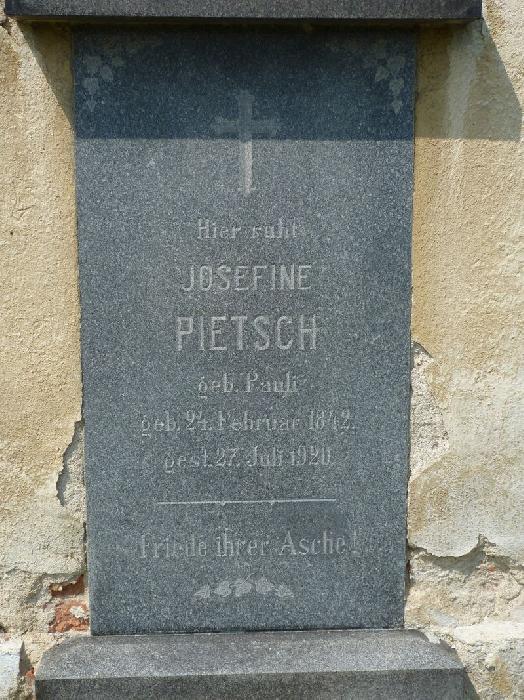 Hier ruht
JOSEFINE
PIETSCH
geb. Pauli
geb. 24. Februar 1842.
gest. 27. Juli 1920
Friede ihrer Asche!